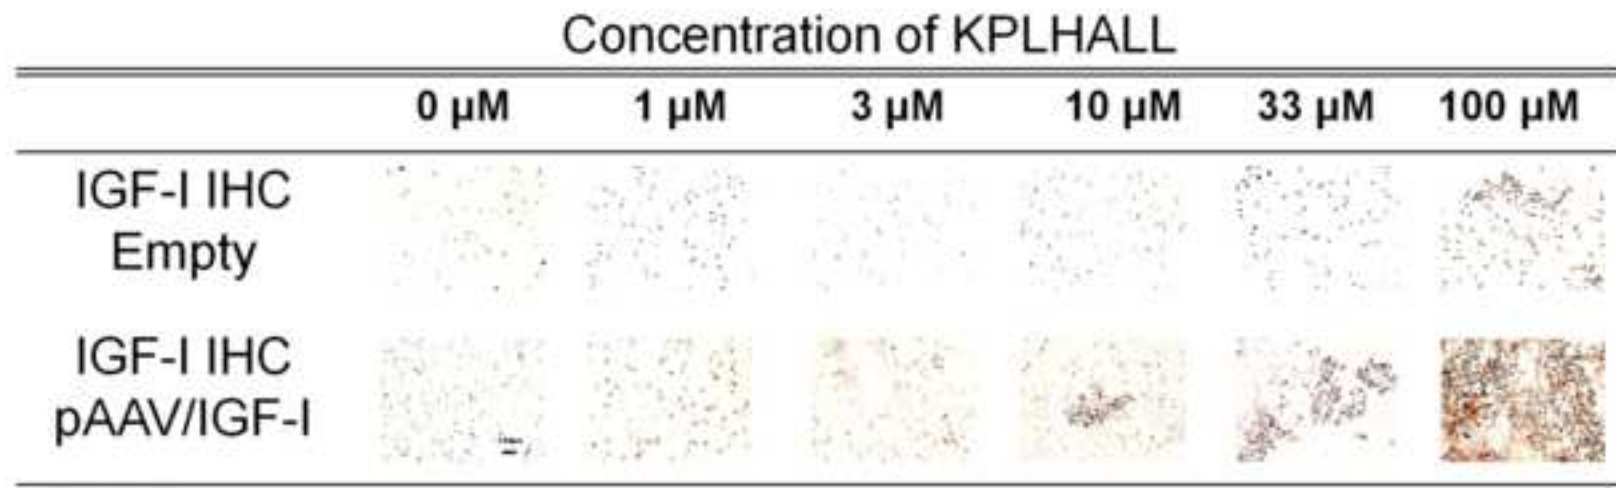 Concentration of KPLHALL
0 µM 1 µM 3 µM 10 µM 33 µM 100 µM
IGF-I IHC
Empty
IGF-I IHC
pAAV/IGF-I